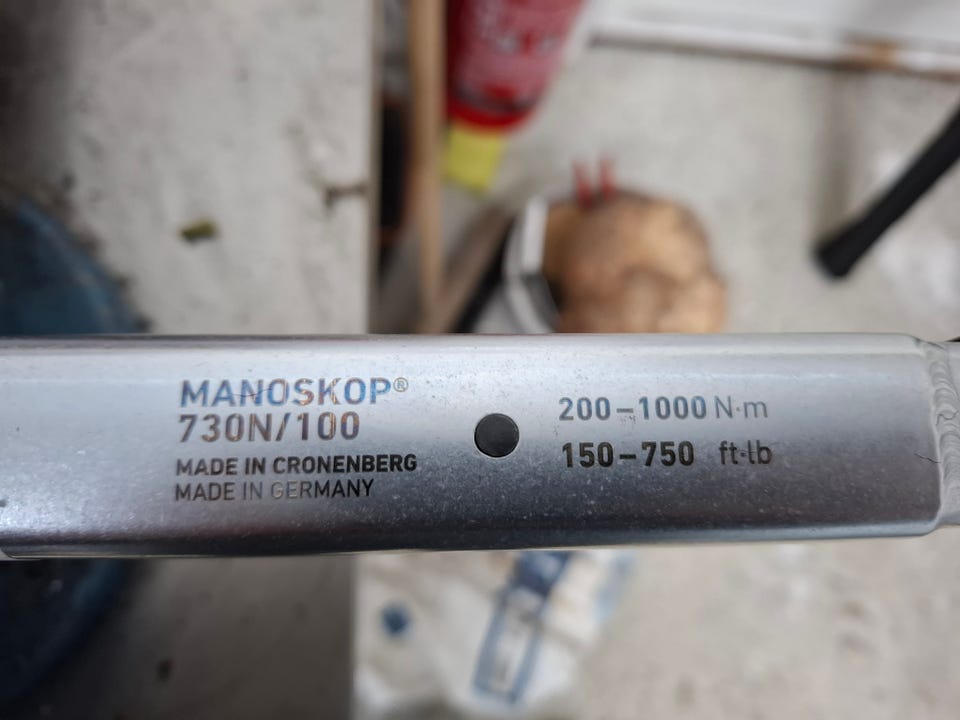 MANOSKOP®
730N/100
MADE IN CRONENBERG
MADE IN GERMANY
200–1000 N·m
150–750 ft·lb